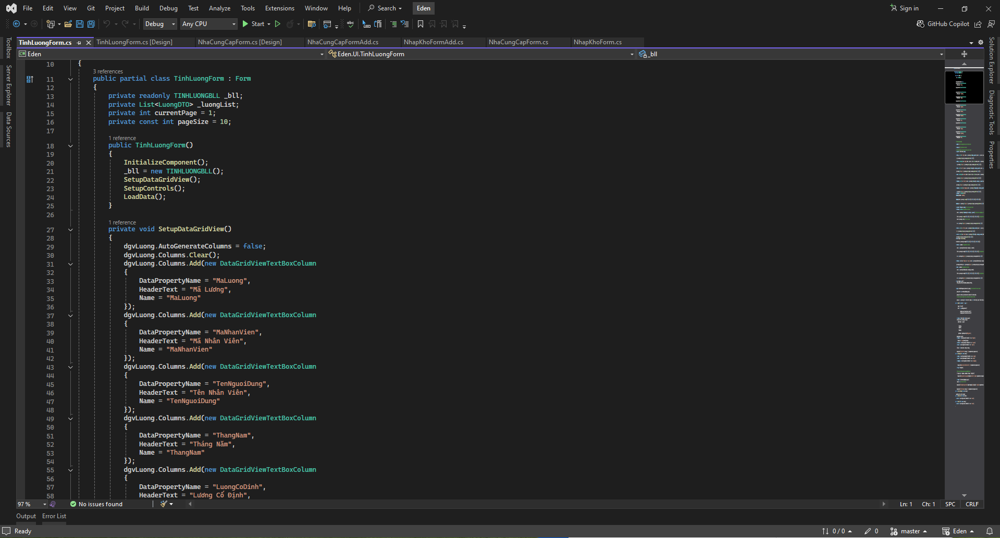 File Edit View Git Project Build Debug Test Analyze Tools Extensions Window Help Search Eden Sign in
Debug Any CPU Start GitHub Copilot
TinhLuongForm.cs TinhLuongForm.cs [Design] NhaCungCapForm.cs [Design] NhaCungCapFormAdd.cs NhapKhoFormAdd.cs NhaCungCapForm.cs NhapKhoForm.cs
Eden Eden.UI.TinhLuongForm _bll
Toolbox
Server Explorer
Data Sources
10 {
3 references
11 public partial class TinhLuongForm : Form
12 {
13 private readonly TINHLUONGBLL _bll;
14 private List<LuongDTO> _luongList;
15 private int currentPage = 1;
16 private const int pageSize = 10;
17
1 reference
18 public TinhLuongForm()
19 {
20 InitializeComponent();
21 _bll = new TINHLUONGBLL();
22 SetupDataGridView();
23 SetupControls();
24 LoadData();
25 }
26
1 reference
27 private void SetupDataGridView()
28 {
29 dgvLuong.AutoGenerateColumns = false;
30 dgvLuong.Columns.Clear();
31 dgvLuong.Columns.Add(new DataGridViewTextBoxColumn
32 {
33 DataPropertyName = "MaLuong",
34 HeaderText = "Mã Lương",
35 Name = "MaLuong"
36 });
37 dgvLuong.Columns.Add(new DataGridViewTextBoxColumn
38 {
39 DataPropertyName = "MaNhanVien",
40 HeaderText = "Mã Nhân Viên",
41 Name = "MaNhanVien"
42 });
43 dgvLuong.Columns.Add(new DataGridViewTextBoxColumn
44 {
45 DataPropertyName = "TenNguoiDung",
46 HeaderText = "Tên Nhân Viên",
47 Name = "TenNguoiDung"
48 });
49 dgvLuong.Columns.Add(new DataGridViewTextBoxColumn
50 {
51 DataPropertyName = "ThangNam",
52 HeaderText = "Tháng Năm",
53 Name = "ThangNam"
54 });
55 dgvLuong.Columns.Add(new DataGridViewTextBoxColumn
56 {
57 DataPropertyName = "LuongCoDinh",
58 HeaderText = "Lương Cố Định",
Solution Explorer
Diagnostic Tools
Properties
97 % No issues found Ln: 1 Ch: 1 SPC CRLF
Output Error List
Ready 0 / 0 0 master Eden